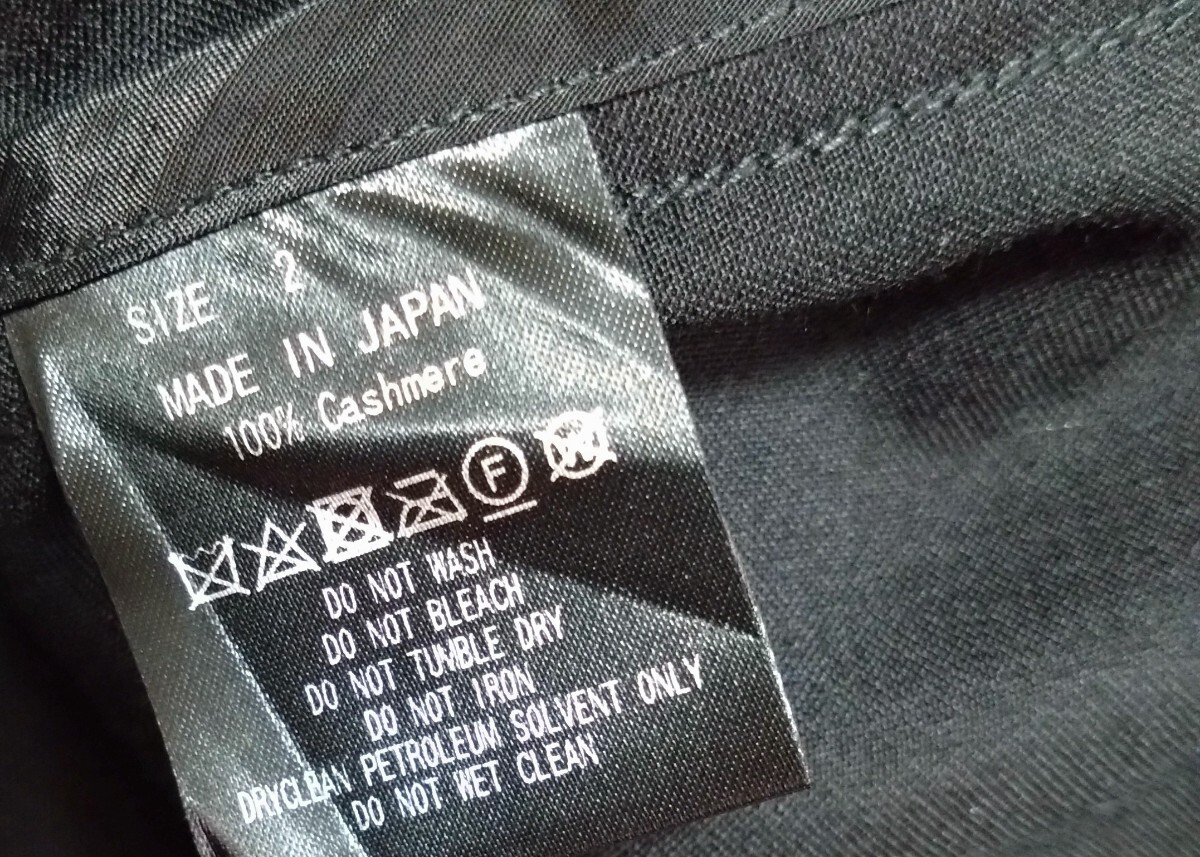 SIZE 2
MADE IN JAPAN
100% Cashmere
F W
DO NOT WASH
DO NOT BLEACH
DO NOT TUMBLE DRY
DO NOT IRON
DRYCLEAN PETROLEUM SOLVENT ONLY
DO NOT WET CLEAN